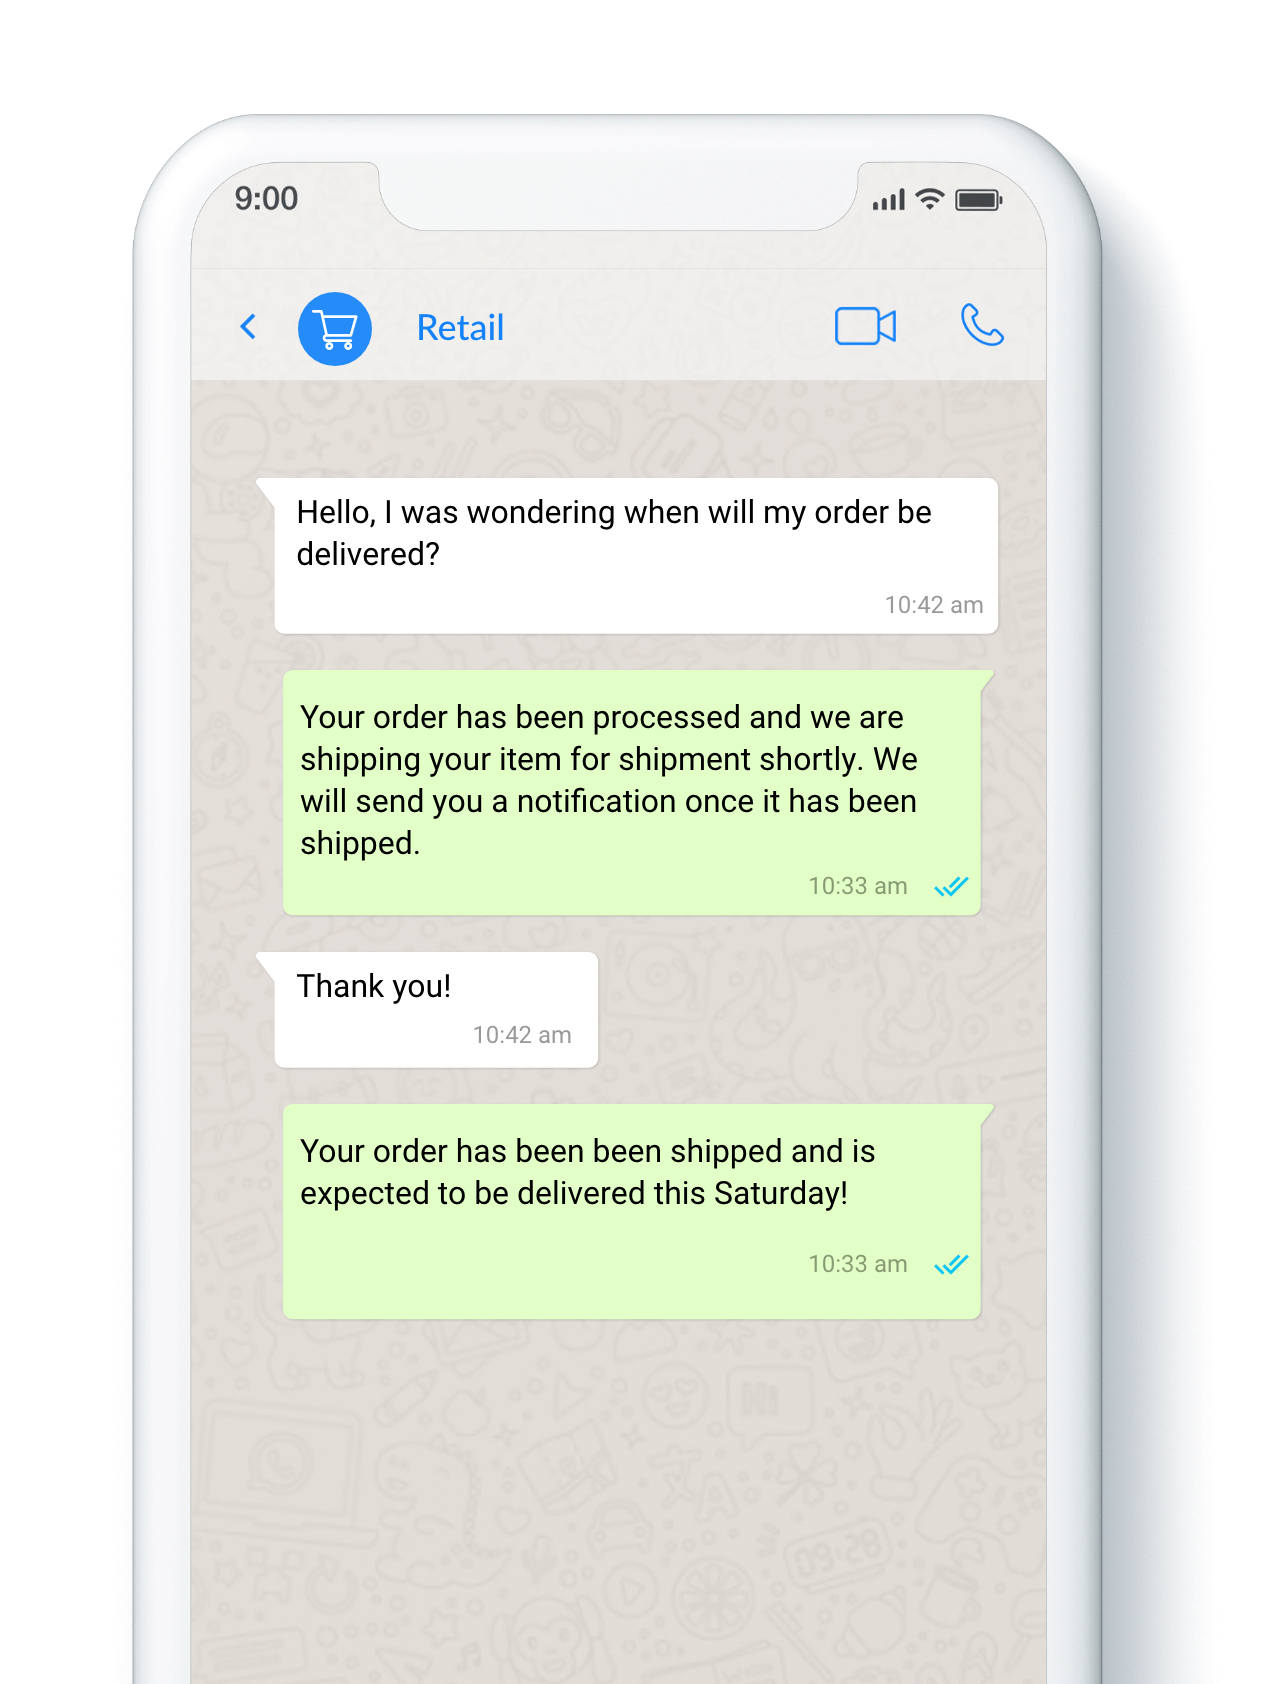 9:00
Retail
Hello, I was wondering when will my order be
delivered?
10:42 am
Your order has been processed and we are
shipping your item for shipment shortly. We
will send you a notification once it has been
shipped.
10:33 am
Thank you!
10:42 am
Your order has been been shipped and is
expected to be delivered this Saturday!
10:33 am
Hi
09:28